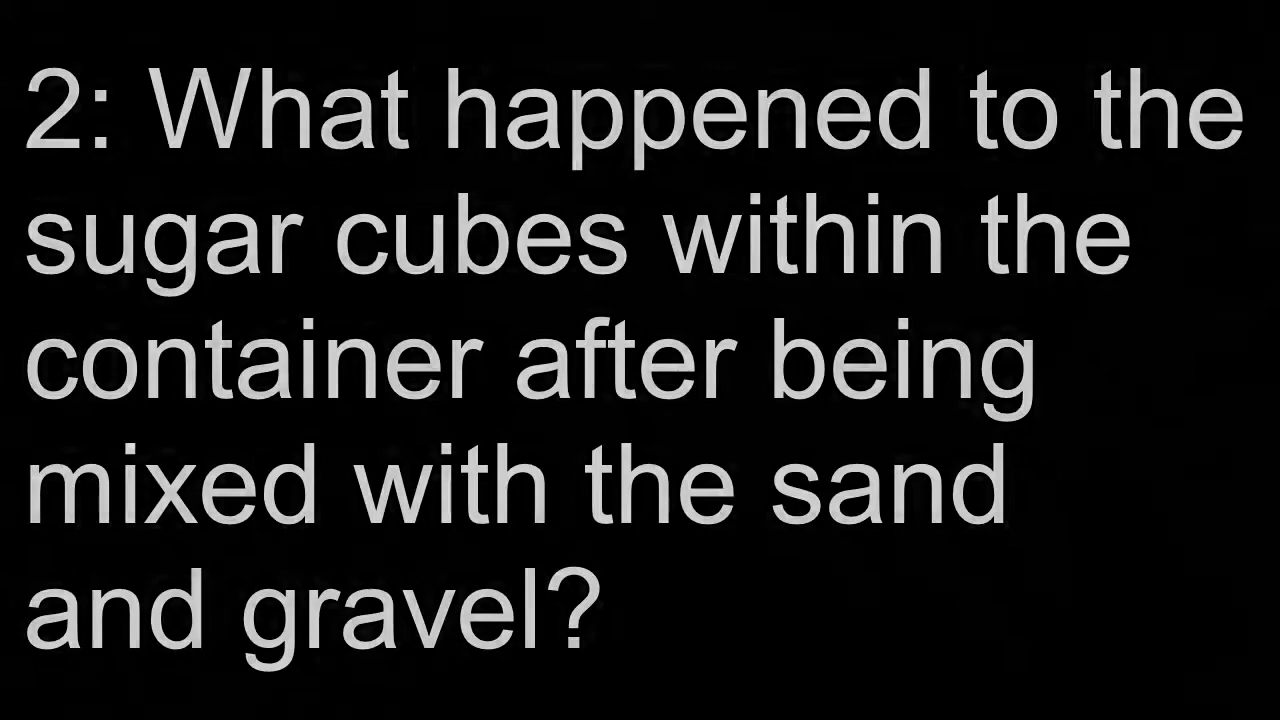 2: What happened to the
sugar cubes within the
container after being
mixed with the sand
and gravel?